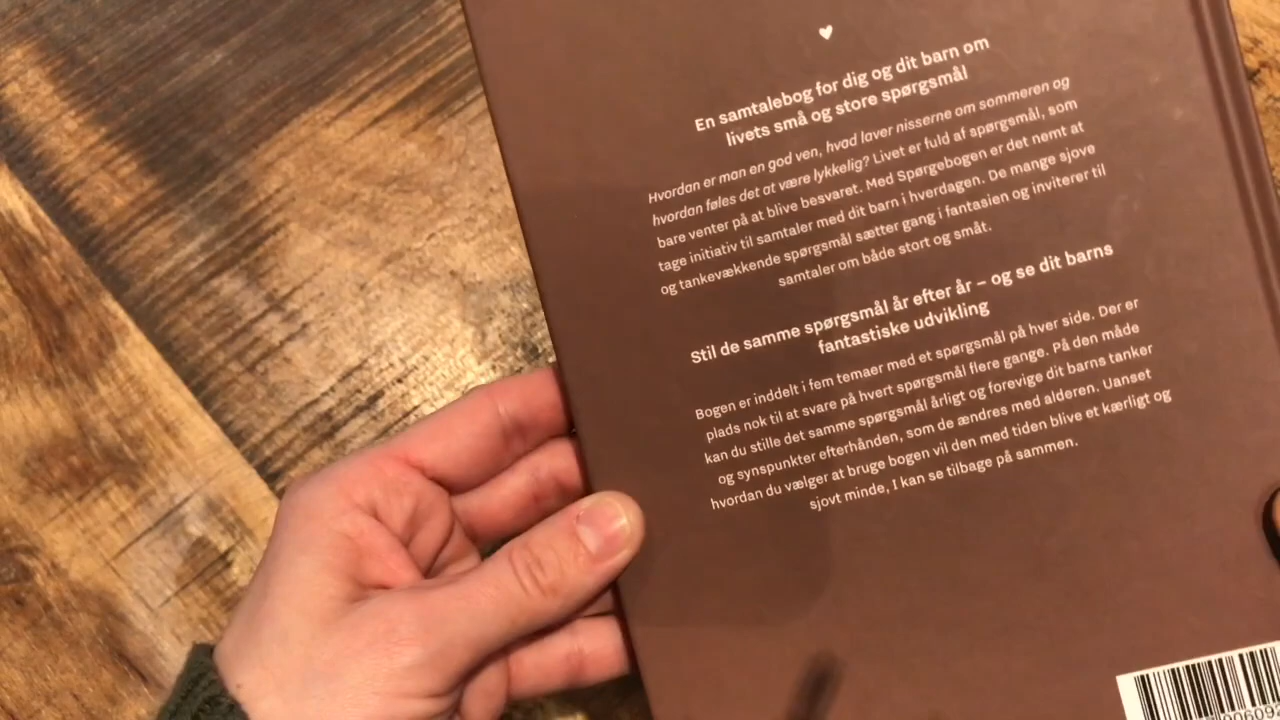 En samtalebog for dig og dit barn om
livets små og store spørgsmål
Hvordan er man en god ven, hvad laver nisserne om sommeren og
hvordan føles det at være lykkelig? Livet er fuld af spørgsmål, som
bare venter på at blive besvaret. Med Spørgebogen er det nemt at
tage initiativ til samtaler med dit barn i hverdagen. De mange sjove
og tankevækkende spørgsmål sætter gang i fantasien og inviterer til
samtaler om både stort og småt.
Stil de samme spørgsmål år efter år – og se dit barns
fantastiske udvikling
Bogen er inddelt i fem temaer med et spørgsmål på hver side. Der er
plads nok til at svare på hvert spørgsmål flere gange. På den måde
kan du stille det samme spørgsmål årligt og forevige dit barns tanker
og synspunkter efterhånden, som de ændres med alderen. Uanset
hvordan du vælger at bruge bogen vil den med tiden blive et kærligt og
sjovt minde, I kan se tilbage på sammen.